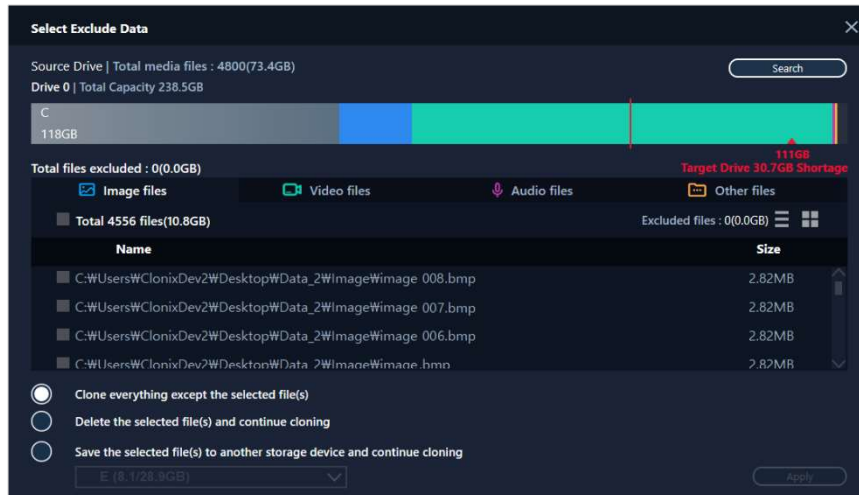 Select Exclude Data
Source Drive | Total media files : 4800(73.4GB)
Search
Drive 0 | Total Capacity 238.5GB
C
118GB
111GB
Total files excluded : 0(0.0GB)
Target Drive 30.7GB Shortage
Image files
Video files
Audio files
Other files
Total 4556 files(10.8GB)
Excluded files : 0(0.0GB)
Name
Size
C:₩Users₩ClonixDev2₩Desktop₩Data_2₩Image₩image 008.bmp
2.82MB
C:₩Users₩ClonixDev2₩Desktop₩Data_2₩Image₩image 007.bmp
2.82MB
C:₩Users₩ClonixDev2₩Desktop₩Data_2₩Image₩image 006.bmp
2.82MB
C:₩Users₩ClonixDev2₩Desktop₩Data_2₩Image₩image.bmp
2.82MB
Clone everything except the selected file(s)
Delete the selected file(s) and continue cloning
Save the selected file(s) to another storage device and continue cloning
E (8.1/28.9GB)
Apply